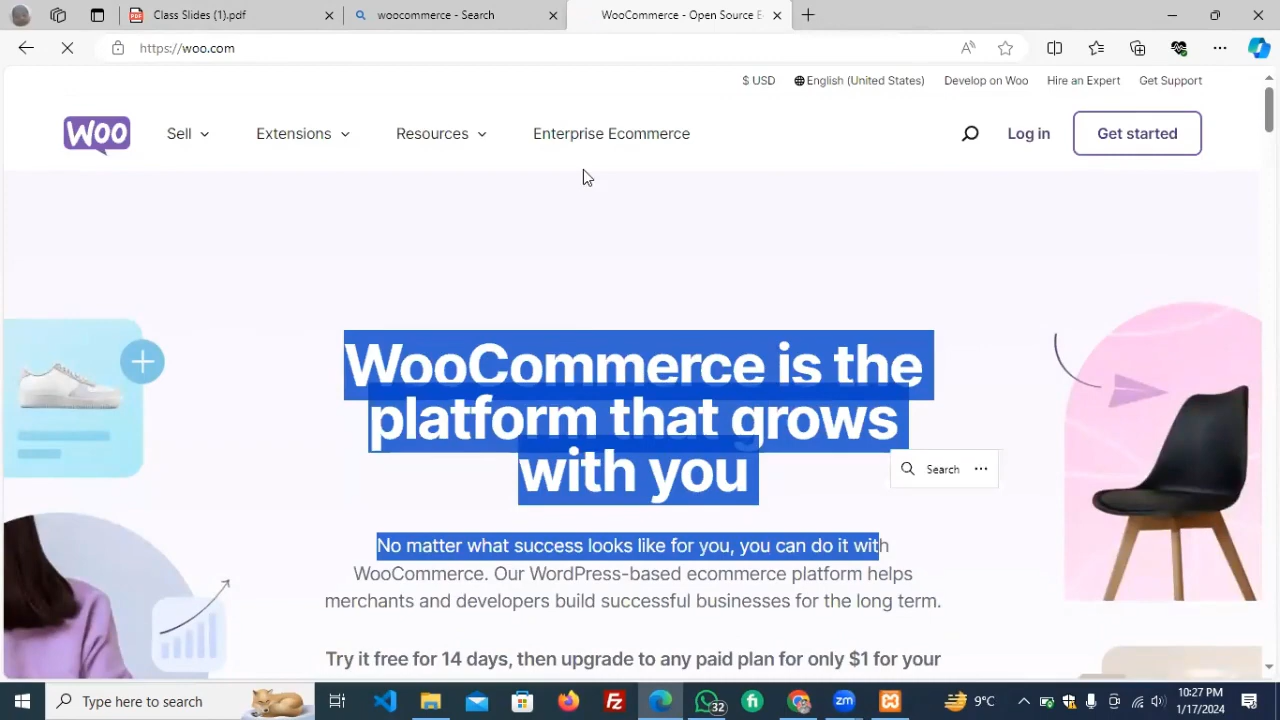 Class Slides (1).pdf
woocommerce - Search
WooCommerce - Open Source E
https://woo.com
$ USD
English (United States)
Develop on Woo
Hire an Expert
Get Support
Woo
Sell
Extensions
Resources
Enterprise Ecommerce
Log in
Get started
WooCommerce is the
platform that grows
with you
Search
No matter what success looks like for you, you can do it with
WooCommerce. Our WordPress-based ecommerce platform helps
merchants and developers build successful businesses for the long term.
Try it free for 14 days, then upgrade to any paid plan for only $1 for your
Type here to search
32
9°C
10:27 PM
1/17/2024